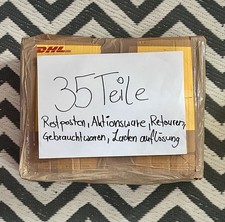 DHL
35 Teile
Restposten, Aktionsware, Retouren,
Gebrauchtwaren, Laden auflösung